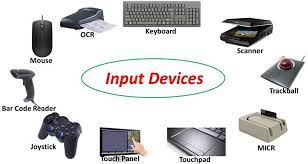 OCR
Keyboard
Scanner
Mouse
Input Devices
Trackball
Bar Code Reader
Joystick
Touch Panel
Touchpad
MICR